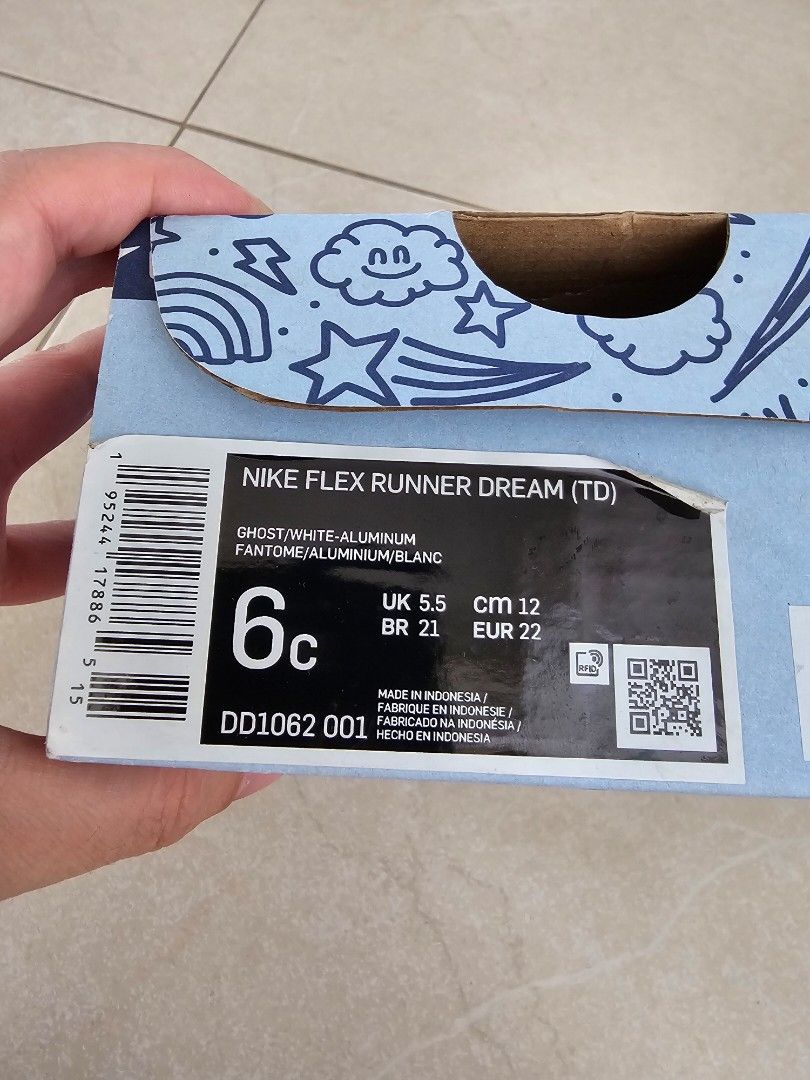 NIKE FLEX RUNNER DREAM (TD)
GHOST/WHITE-ALUMINUM
FANTOME/ALUMINIUM/BLANC
6C
UK 5.5 cm 12
BR 21 EUR 22
RFID
DD1062 001
MADE IN INDONESIA /
FABRIQUE EN INDONESIE /
FABRICADO NA INDONÉSIA /
HECHO EN INDONESIA
1 95244 17886 5 15